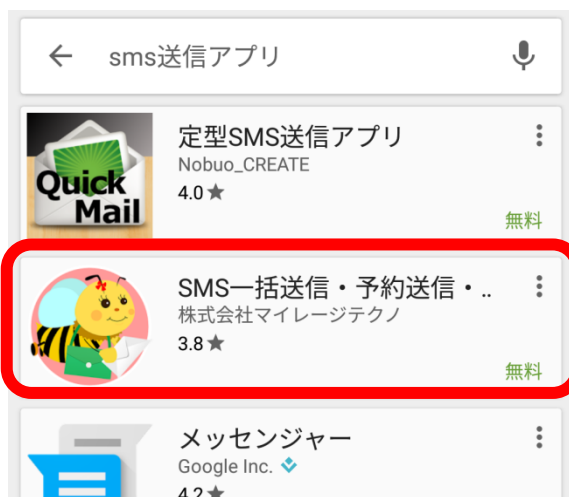 sms送信アプリ
Quick
Mail
定型SMS送信アプリ
Nobuo_CREATE
4.0★
無料
SMS一括送信・予約送信・..
株式会社マイレージテクノ
3.8★
無料
メッセンジャー
Google Inc.
4.2★